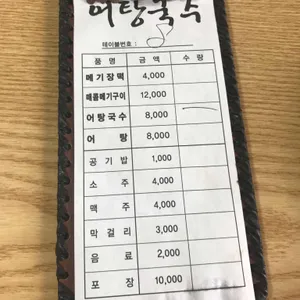 어탕국수
테이블번호 :
품 명 금 액 수 량
메기장떡 4,000
배콤메기구이 12,000
어탕국수 8,000
어 탕 8,000
공 기 밥 1,000
소 주 4,000
맥 주 4,000
막 걸 리 3,000
음 료 2,000
포 장 10,000